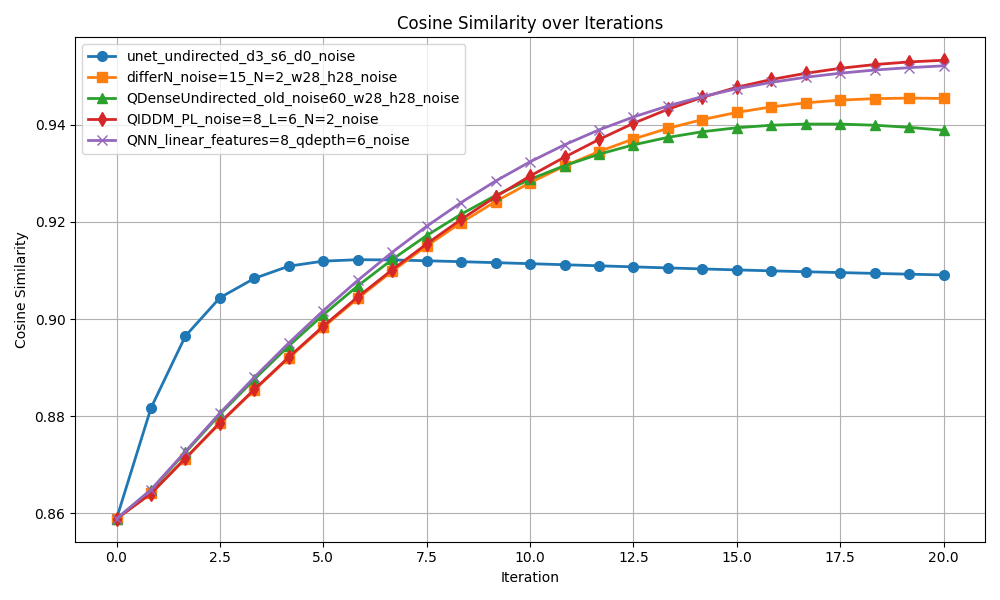 Cosine Similarity over Iterations
unet_undirected_d3_s6_d0_noise
differN_noise=15_N=2_w28_h28_noise
QDenseUndirected_old_noise60_w28_h28_noise
QIDDM_PL_noise=8_L=6_N=2_noise
QNN_linear_features=8_qdepth=6_noise
Cosine Similarity
0.94
0.92
0.90
0.88
0.86
0.0 2.5 5.0 7.5 10.0 12.5 15.0 17.5 20.0
Iteration